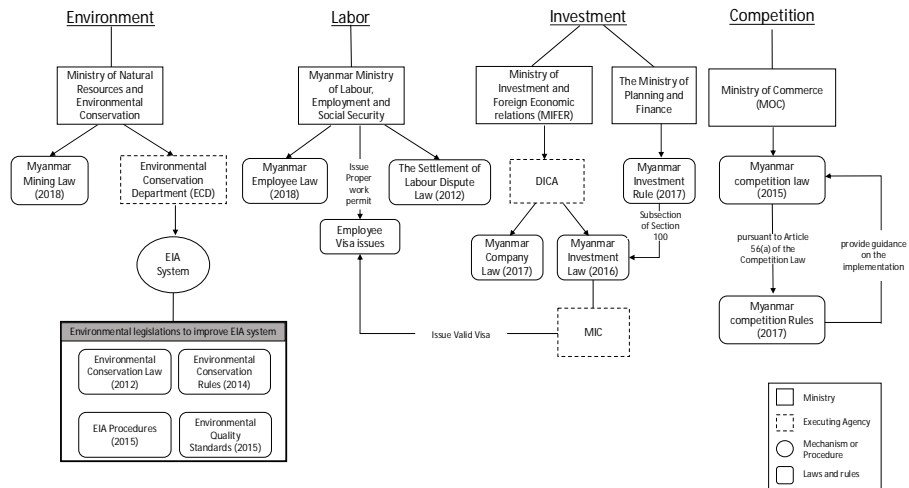 Environment
Labor
Investment
Competition
Ministry of Natural
Resources and
Environmental
Conservation
Myanmar Ministry
of Labour,
Employment and
Social Security
Ministry of
Investment and
Foreign Economic
relations (MIFER)
The Ministry of
Planning and
Finance
Ministry of Commerce
(MOC)
Myanmar
Mining Law
(2018)
Environmental
Conservation
Department (ECD)
Myanmar
Employee Law
(2018)
Issue
Proper
work
permit
The Settlement of
Labour Dispute
Law (2012)
DICA
Myanmar
Investment
Rule (2017)
Myanmar
competition law
(2015)
Subsection
of Section
100
Employee
Visa issues
Myanmar
Company
Law (2017)
Myanmar
Investment
Law (2016)
pursuant to Article
56(a) of the
Competition Law
provide guidance
on the
implementation
EIA
System
Issue Valid Visa
MIC
Myanmar
competition Rules
(2017)
Environmental legislations to improve EIA system
Environmental
Conservation Law
(2012)
Environmental
Conservation
Rules (2014)
EIA Procedures
(2015)
Environmental
Quality
Standards (2015)
Ministry
Executing Agency
Mechanism or
Procedure
Laws and rules